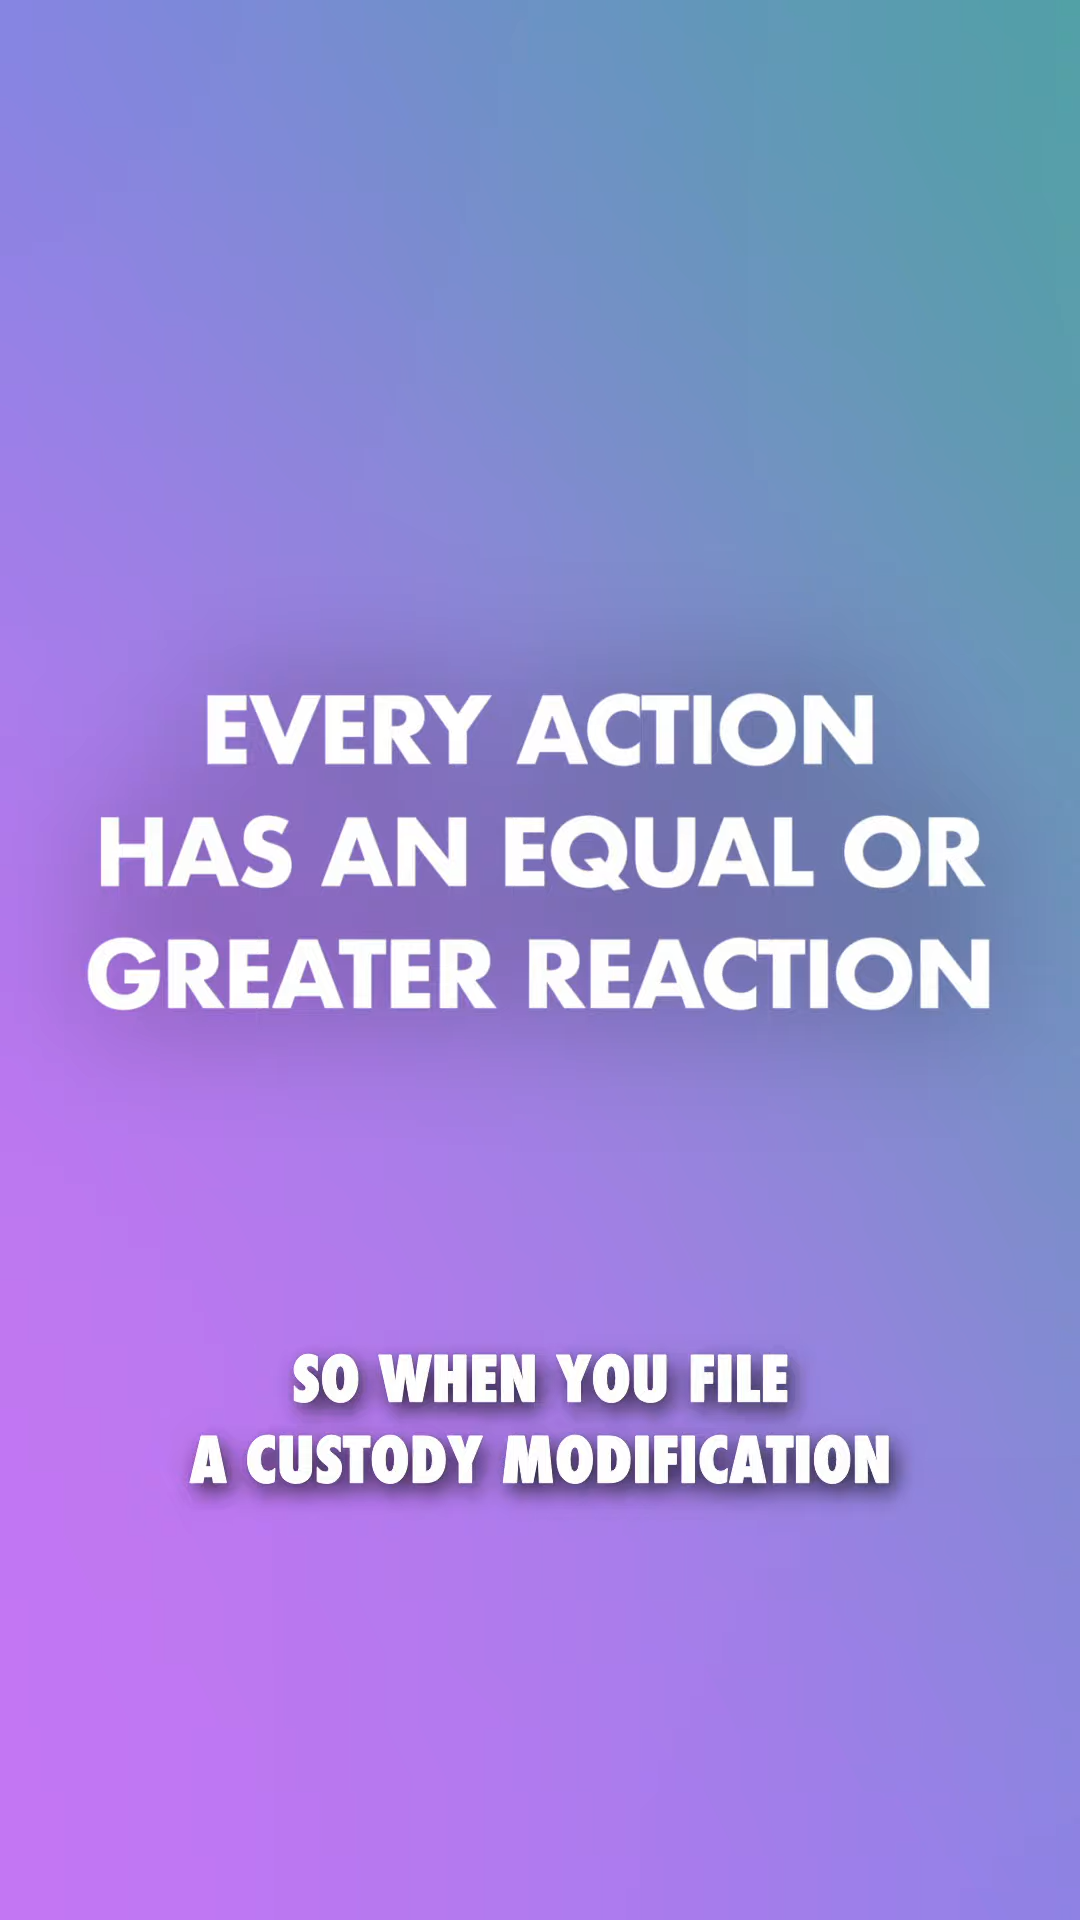 EVERY ACTION
HAS AN EQUAL OR
GREATER REACTION
SO WHEN YOU FILE
A CUSTODY MODIFICATION